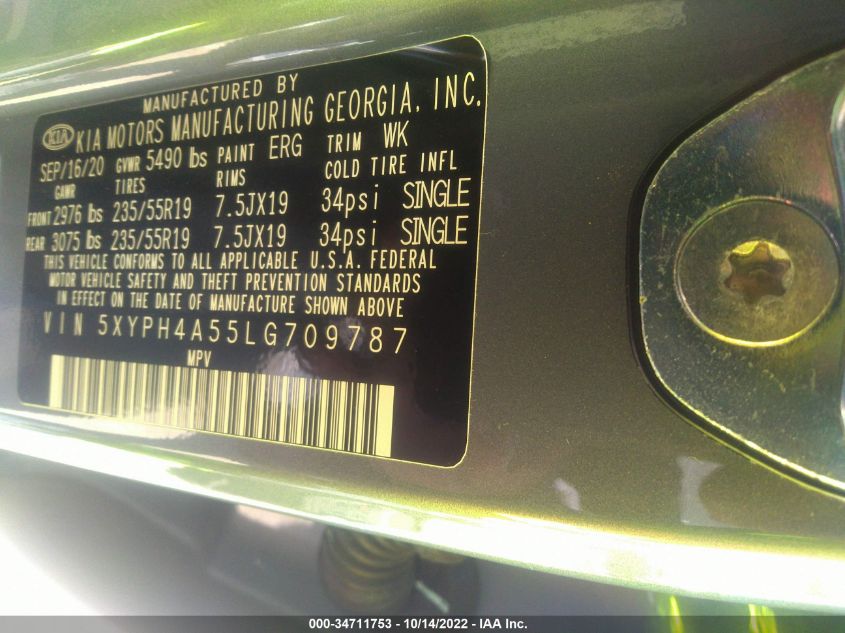 MANUFACTURED BY
KIA KIA MOTORS MANUFACTURING GEORGIA, INC.
SEP/16/20 GVWR 5490 lbs PAINT ERG TRIM WK
GAWR TIRES RIMS COLD TIRE INFL
FRONT 2976 lbs 235/55R19 7.5JX19 34psi SINGLE
REAR 3075 lbs 235/55R19 7.5JX19 34psi SINGLE
THIS VEHICLE CONFORMS TO ALL APPLICABLE U.S.A. FEDERAL
MOTOR VEHICLE SAFETY AND THEFT PREVENTION STANDARDS
IN EFFECT ON THE DATE OF MANUFACTURE SHOWN ABOVE
VIN 5XYPH4A55LG709787
MPV
000-34711753 - 10/14/2022 - IAA Inc.